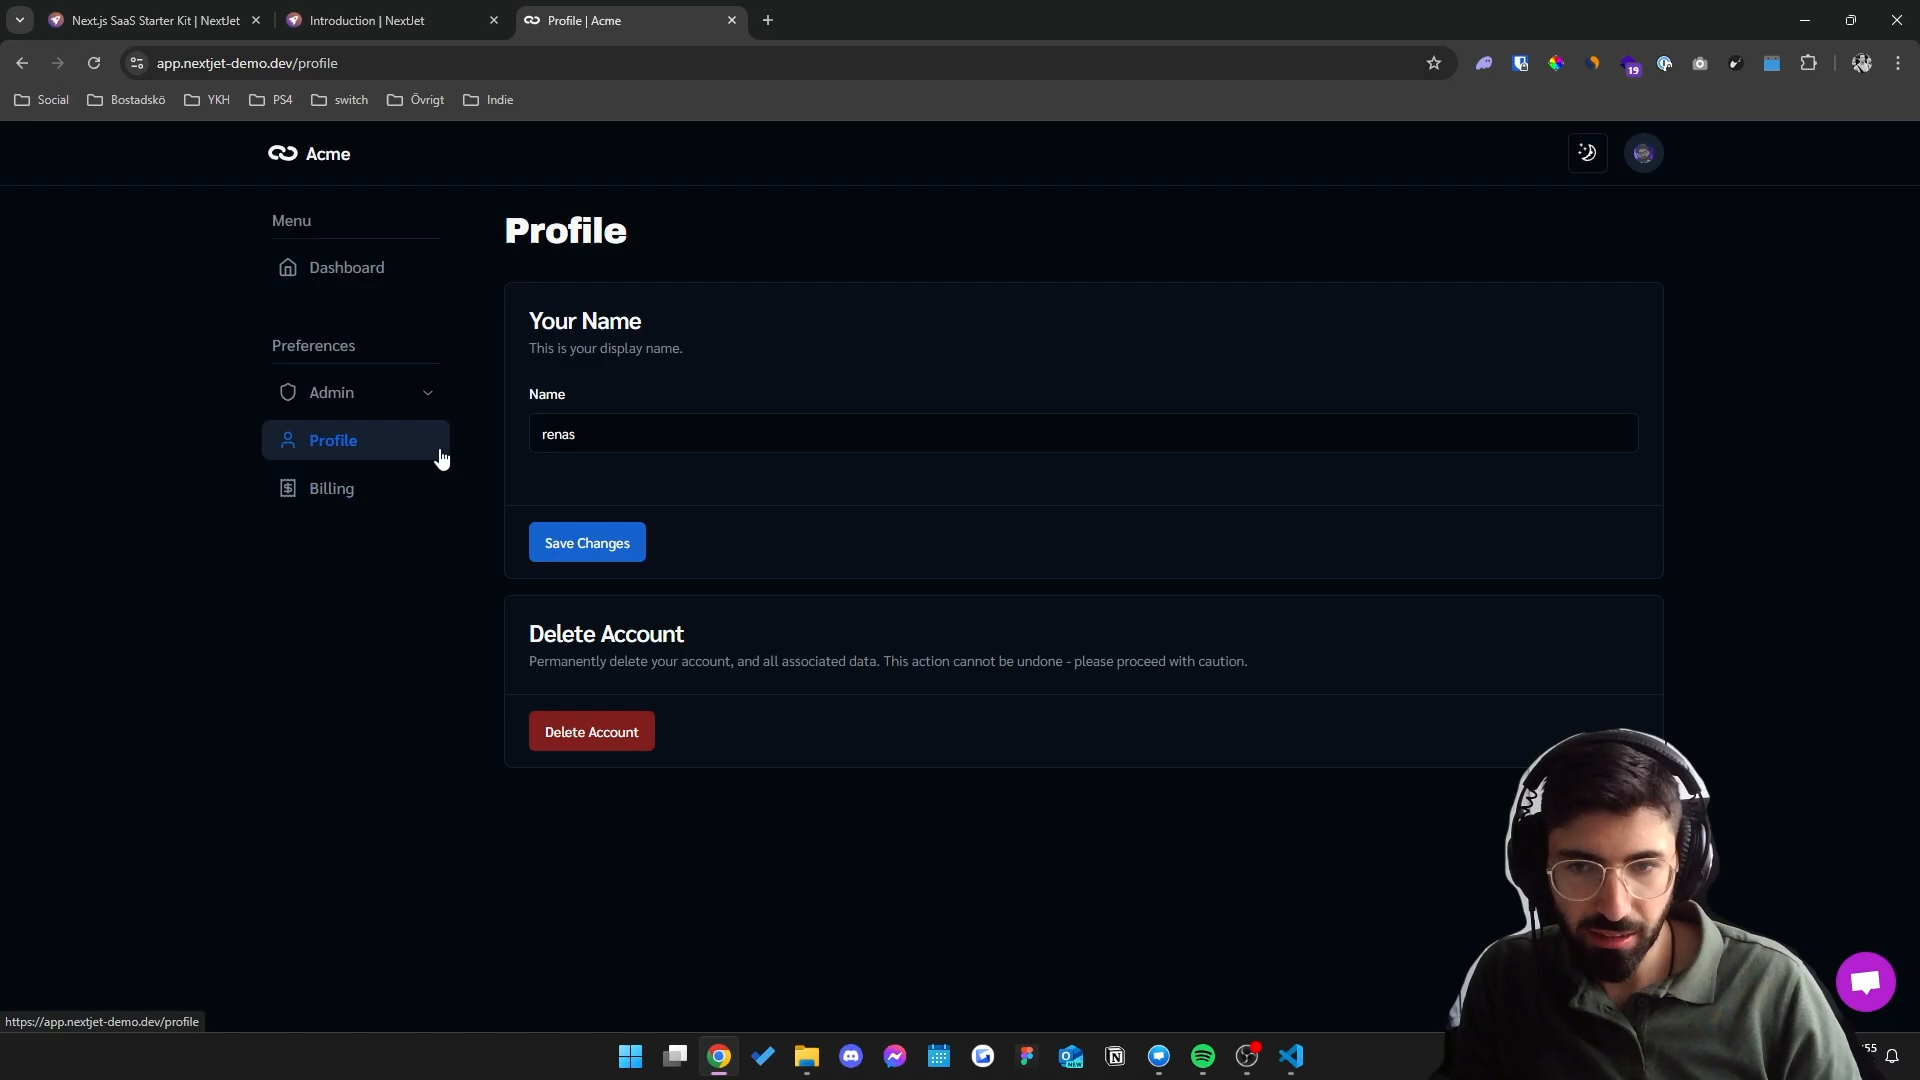 Next.js SaaS Starter Kit | NextJet
Introduction | NextJet
Profile | Acme
app.nextjet-demo.dev/profile
19
Social
Bostadskö
YKH
PS4
switch
Övrigt
Indie
Acme
Menu
Dashboard
Preferences
Admin
Profile
Billing
Profile
Your Name
This is your display name.
Name
renas
Save Changes
Delete Account
Permanently delete your account, and all associated data. This action cannot be undone - please proceed with caution.
Delete Account
https://app.nextjet-demo.dev/profile
NEW
55